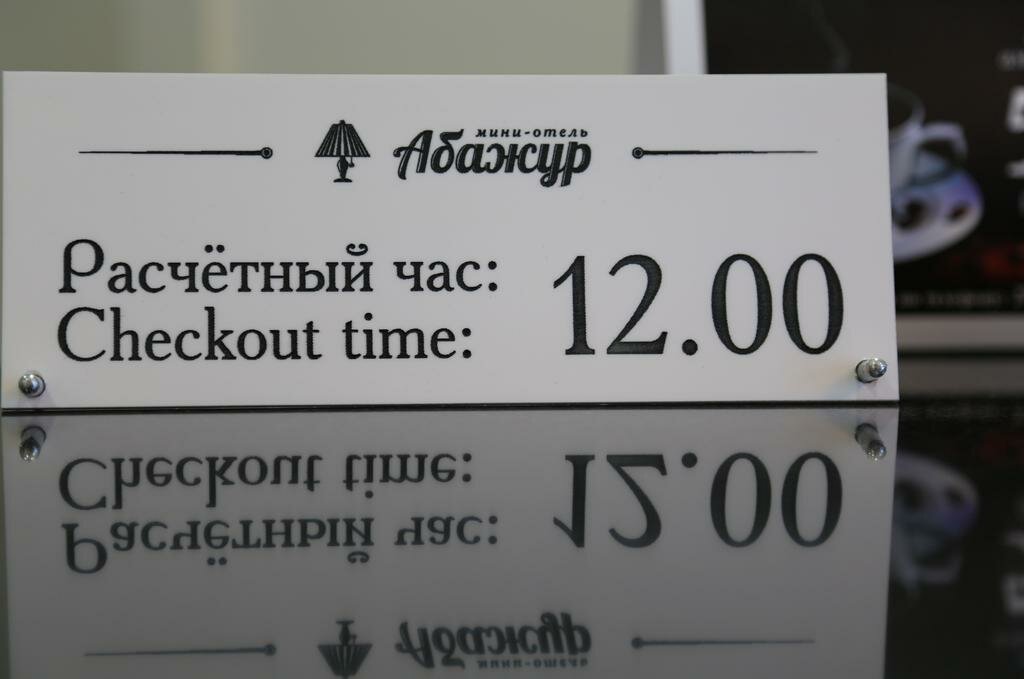 мини-отель
Абажур
Расчётный час:
Checkout time:
12.00